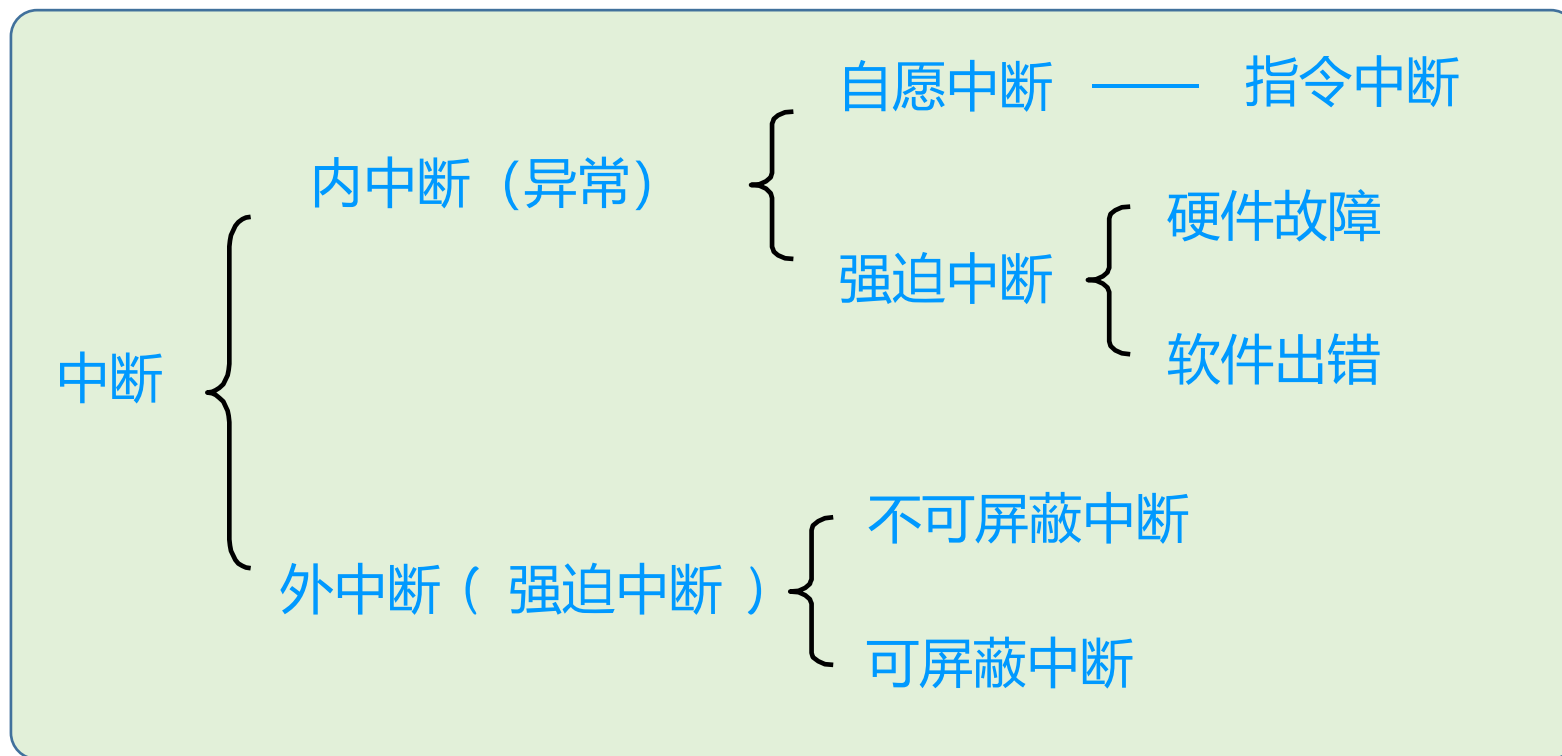 自愿中断 —— 指令中断
内中断（异常）
硬件故障
强迫中断
软件出错
中断
不可屏蔽中断
外中断（ 强迫中断 ）
可屏蔽中断